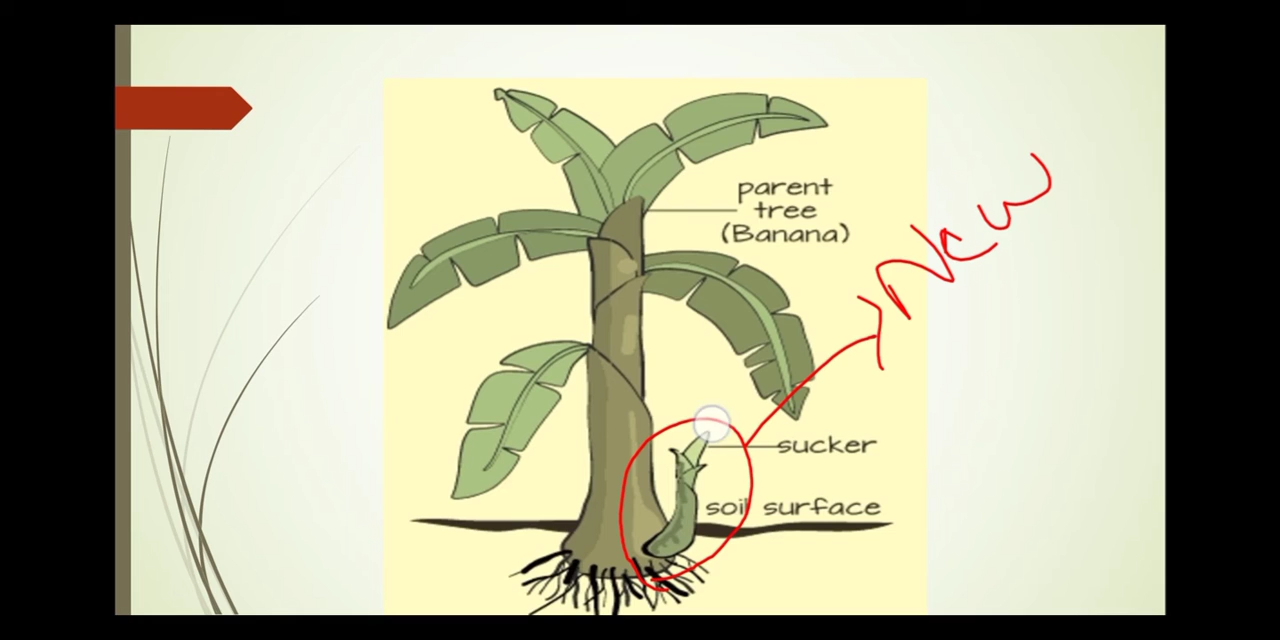 parent
tree
(Banana)
New
sucker
soil surface